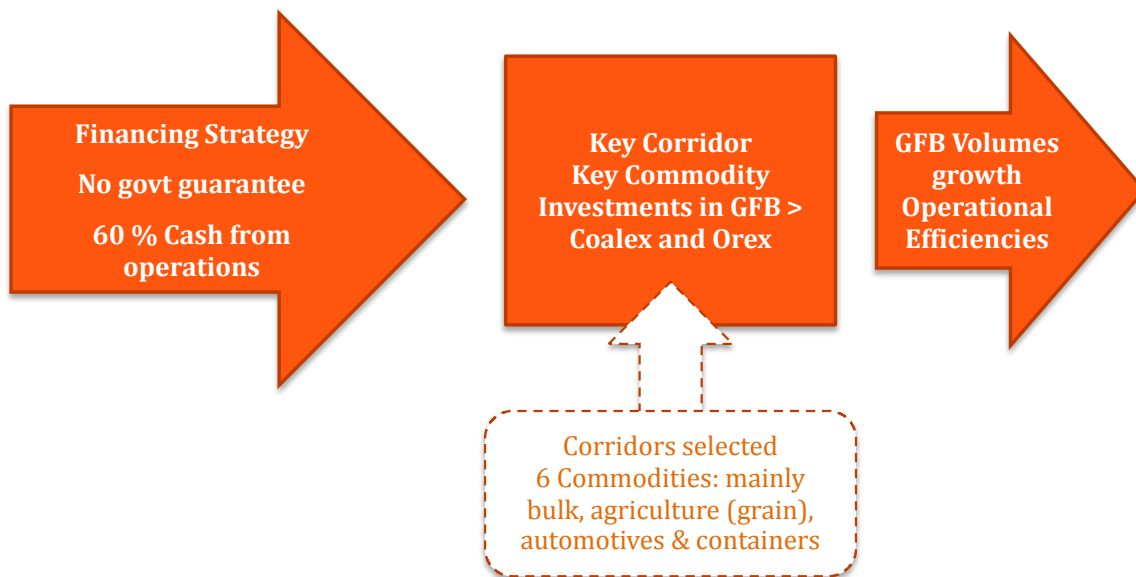 Financing Strategy
No govt guarantee
60 % Cash from
operations
Key Corridor
Key Commodity
Investments in GFB >
Coalex and Orex
GFB Volumes
growth
Operational
Efficiencies
Corridors selected
6 Commodities: mainly
bulk, agriculture (grain),
automotives & containers